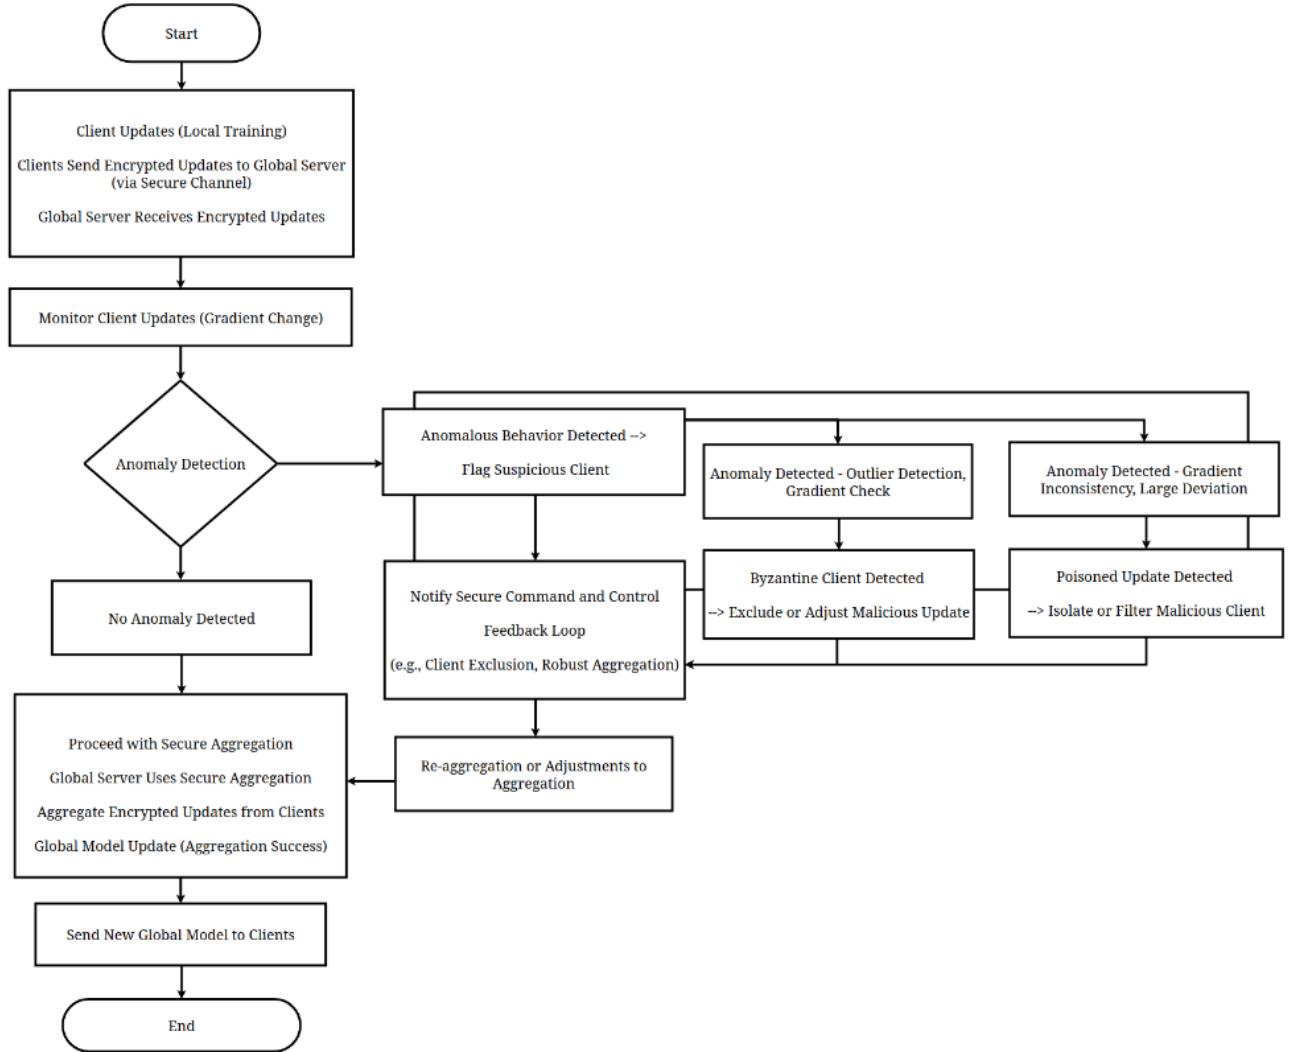 Start
Client Updates (Local Training)
Clients Send Encrypted Updates to Global Server
(via Secure Channel)
Global Server Receives Encrypted Updates
Monitor Client Updates (Gradient Change)
Anomaly Detection
Anomalous Behavior Detected -->
Flag Suspicious Client
Anomaly Detected - Outlier Detection,
Gradient Check
Anomaly Detected - Gradient
Inconsistency, Large Deviation
Notify Secure Command and Control
Feedback Loop
(e.g., Client Exclusion, Robust Aggregation)
Byzantine Client Detected
--> Exclude or Adjust Malicious Update
Poisoned Update Detected
--> Isolate or Filter Malicious Client
No Anomaly Detected
Re-aggregation or Adjustments to
Aggregation
Proceed with Secure Aggregation
Global Server Uses Secure Aggregation
Aggregate Encrypted Updates from Clients
Global Model Update (Aggregation Success)
Send New Global Model to Clients
End